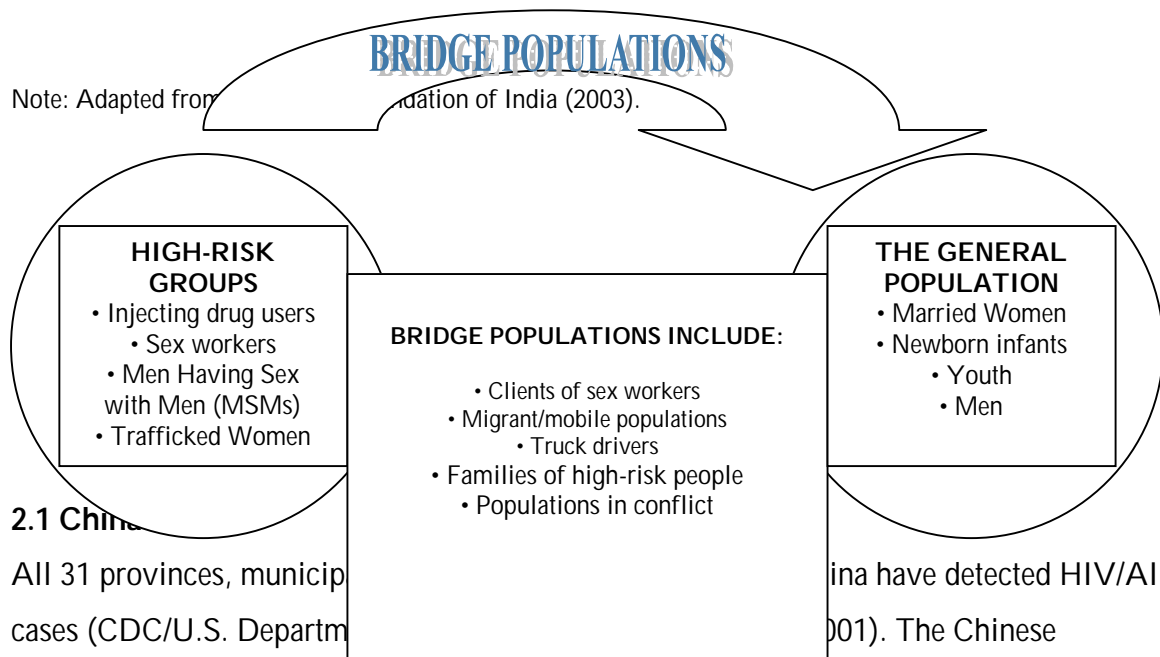 BRIDGE POPULATIONS
Note: Adapted from dation of India (2003).
HIGH-RISK
GROUPS
• Injecting drug users
• Sex workers
• Men Having Sex
with Men (MSMs)
• Trafficked Women
BRIDGE POPULATIONS INCLUDE:
• Clients of sex workers
• Migrant/mobile populations
• Truck drivers
• Families of high-risk people
• Populations in conflict
THE GENERAL
POPULATION
• Married Women
• Newborn infants
• Youth
• Men
2.1 China
All 31 provinces, municip ina have detected HIV/AI
cases (CDC/U.S. Departm 001). The Chinese